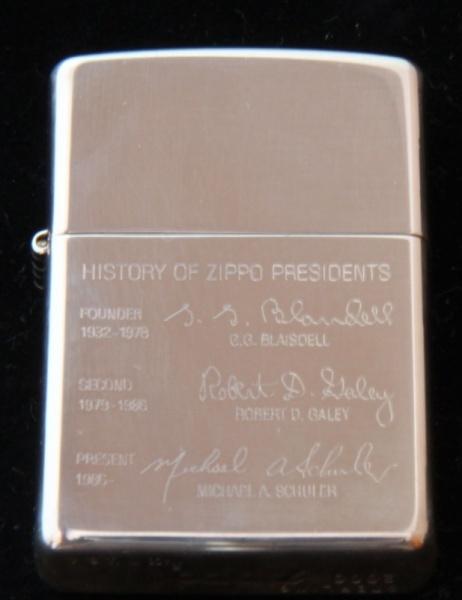 HISTORY OF ZIPPO PRESIDENTS
FOUNDER G. G. Blaisdell
1932-1978 G.G. BLAISDELL
SECOND Robert D. Galey
1979-1986 ROBERT D. GALEY
PRESENT Michael A Schuler
1986- MICHAEL A. SCHULER